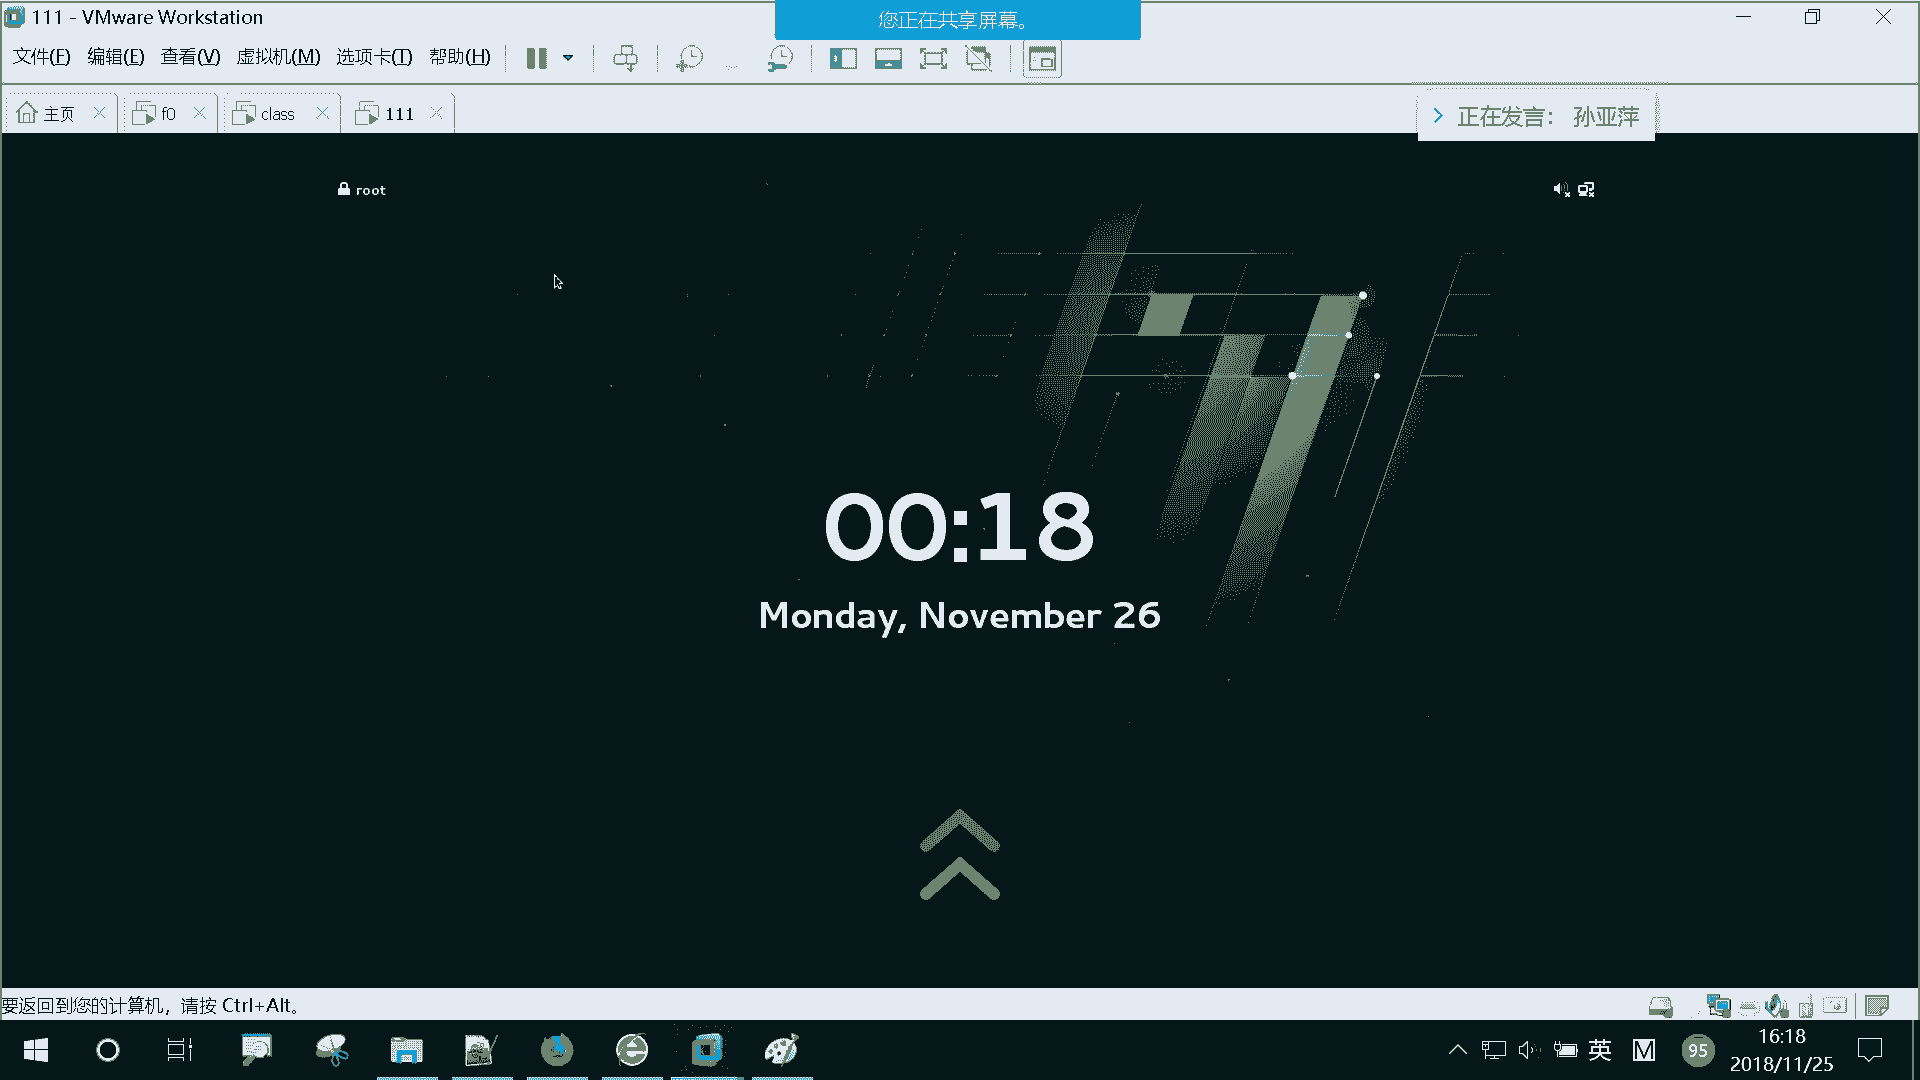 111 - VMware Workstation
您正在共享屏幕。
文件(F) 编辑(E) 查看(V) 虚拟机(M) 选项卡(T) 帮助(H)
主页 f0 class 111
正在发言： 孙亚萍
root
00:18
Monday, November 26
要返回到您的计算机，请按 Ctrl+Alt。
英 M 95 16:18
2018/11/25